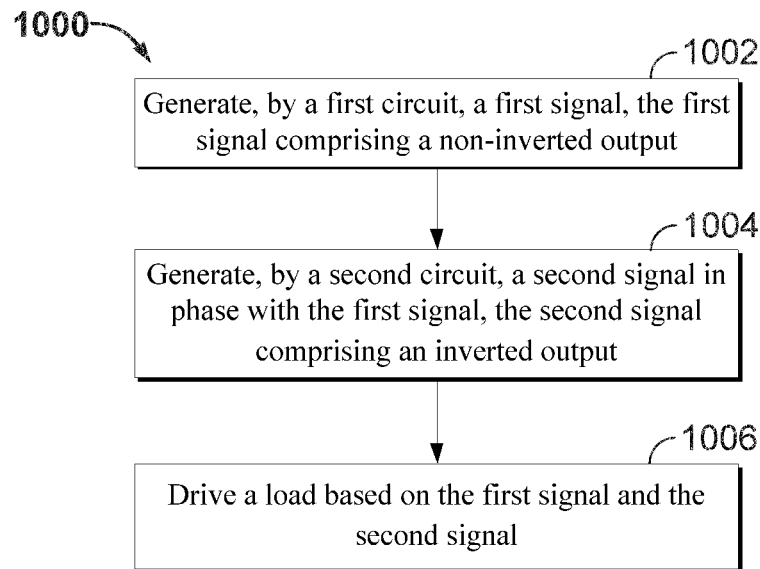 1000
1002
Generate, by a first circuit, a first signal, the first
signal comprising a non-inverted output
1004
Generate, by a second circuit, a second signal in
phase with the first signal, the second signal
comprising an inverted output
1006
Drive a load based on the first signal and the
second signal